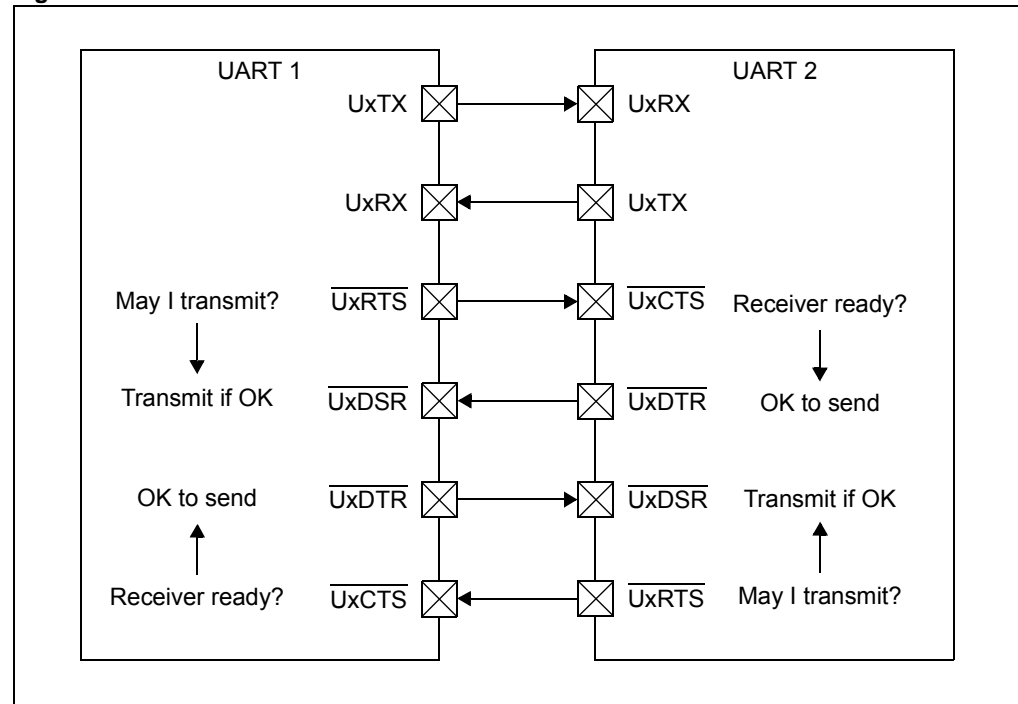 UART 1
UART 2
UxTX
UxRX
UxRX
UxTX
May I transmit?
UxRTS
UxCTS
Receiver ready?
Transmit if OK
UxDSR
UxDTR
OK to send
OK to send
UxDTR
UxDSR
Transmit if OK
Receiver ready?
UxCTS
UxRTS
May I transmit?